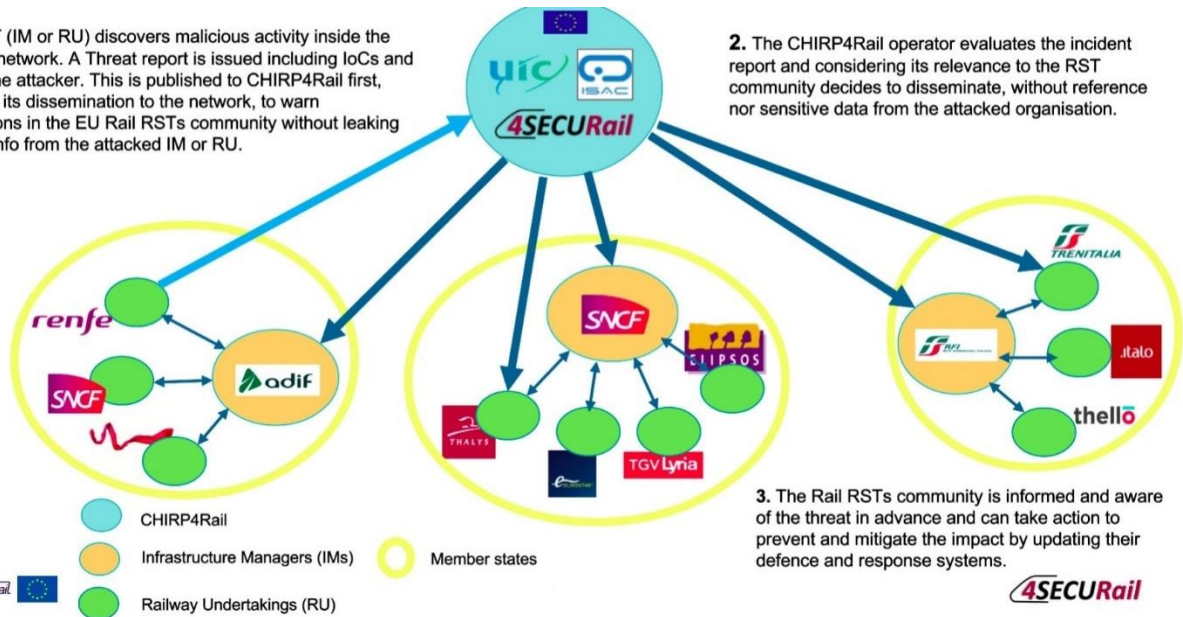 (IM or RU) discovers malicious activity inside the
network. A Threat report is issued including IoCs and
attacker. This is published to CHIRP4Rail first,
its dissemination to the network, to warn
in the EU Rail RSTs community without leaking
from the attacked IM or RU.
uic
ISAC
4SECURail
2. The CHIRP4Rail operator evaluates the incident
report and considering its relevance to the RST
community decides to disseminate, without reference
nor sensitive data from the attacked organisation.
renfe
SNCF
adif
SNCF
ELIPSOS
THALYS
EUROSTAR
TGV Lyria
TRENITALIA
RFI
.italo
thellō
CHIRP4Rail
Infrastructure Managers (IMs)
Member states
Railway Undertakings (RU)
3. The Rail RSTs community is informed and aware
of the threat in advance and can take action to
prevent and mitigate the impact by updating their
defence and response systems.
4SECURail